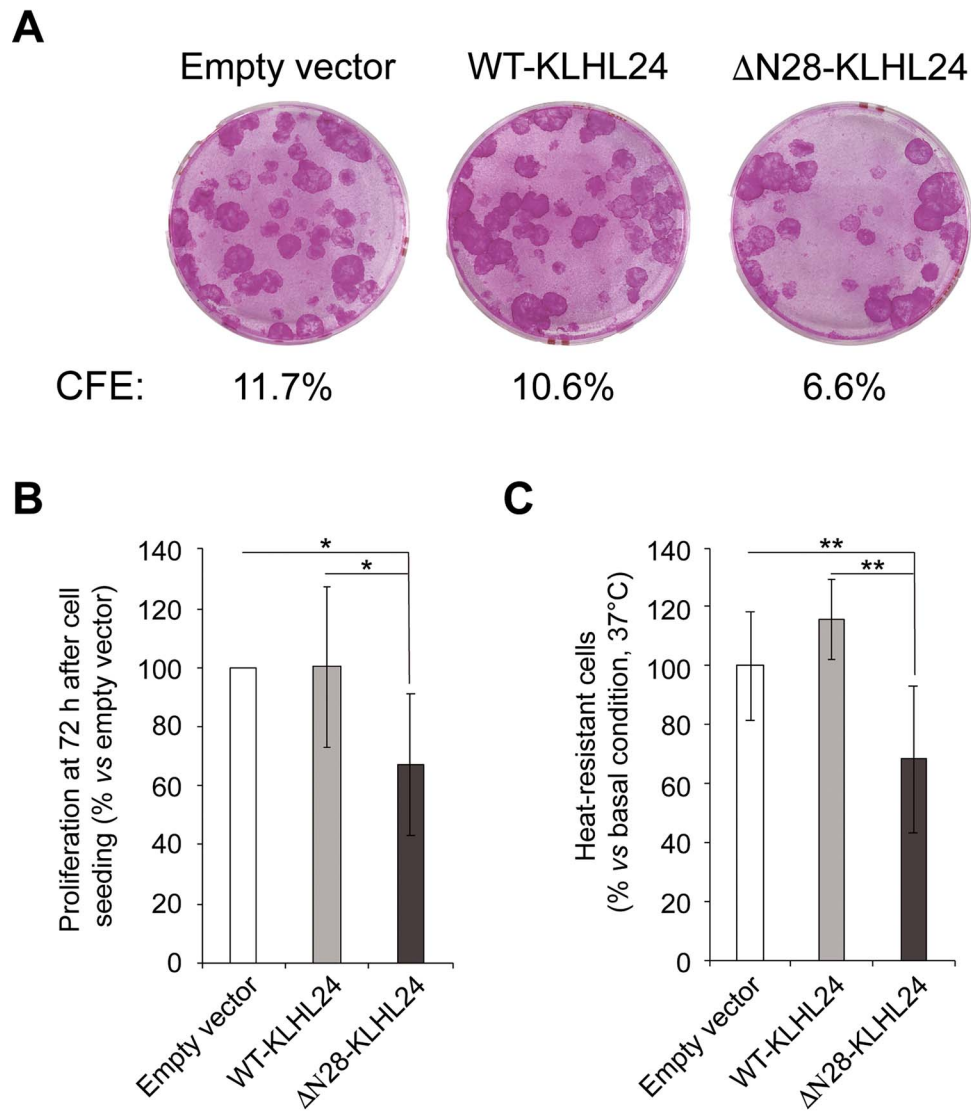 A
Empty vector
WT-KLHL24
ΔN28-KLHL24
CFE:
11.7%
10.6%
6.6%
B
Proliferation at 72 h after cell
seeding (% vs empty vector)
140
120
100
80
60
40
20
0
*
*
Empty vector
WT-KLHL24
ΔN28-KLHL24
C
Heat-resistant cells
(% vs basal condition, 37°C)
140
120
100
80
60
40
20
0
**
**
Empty vector
WT-KLHL24
ΔN28-KLHL24